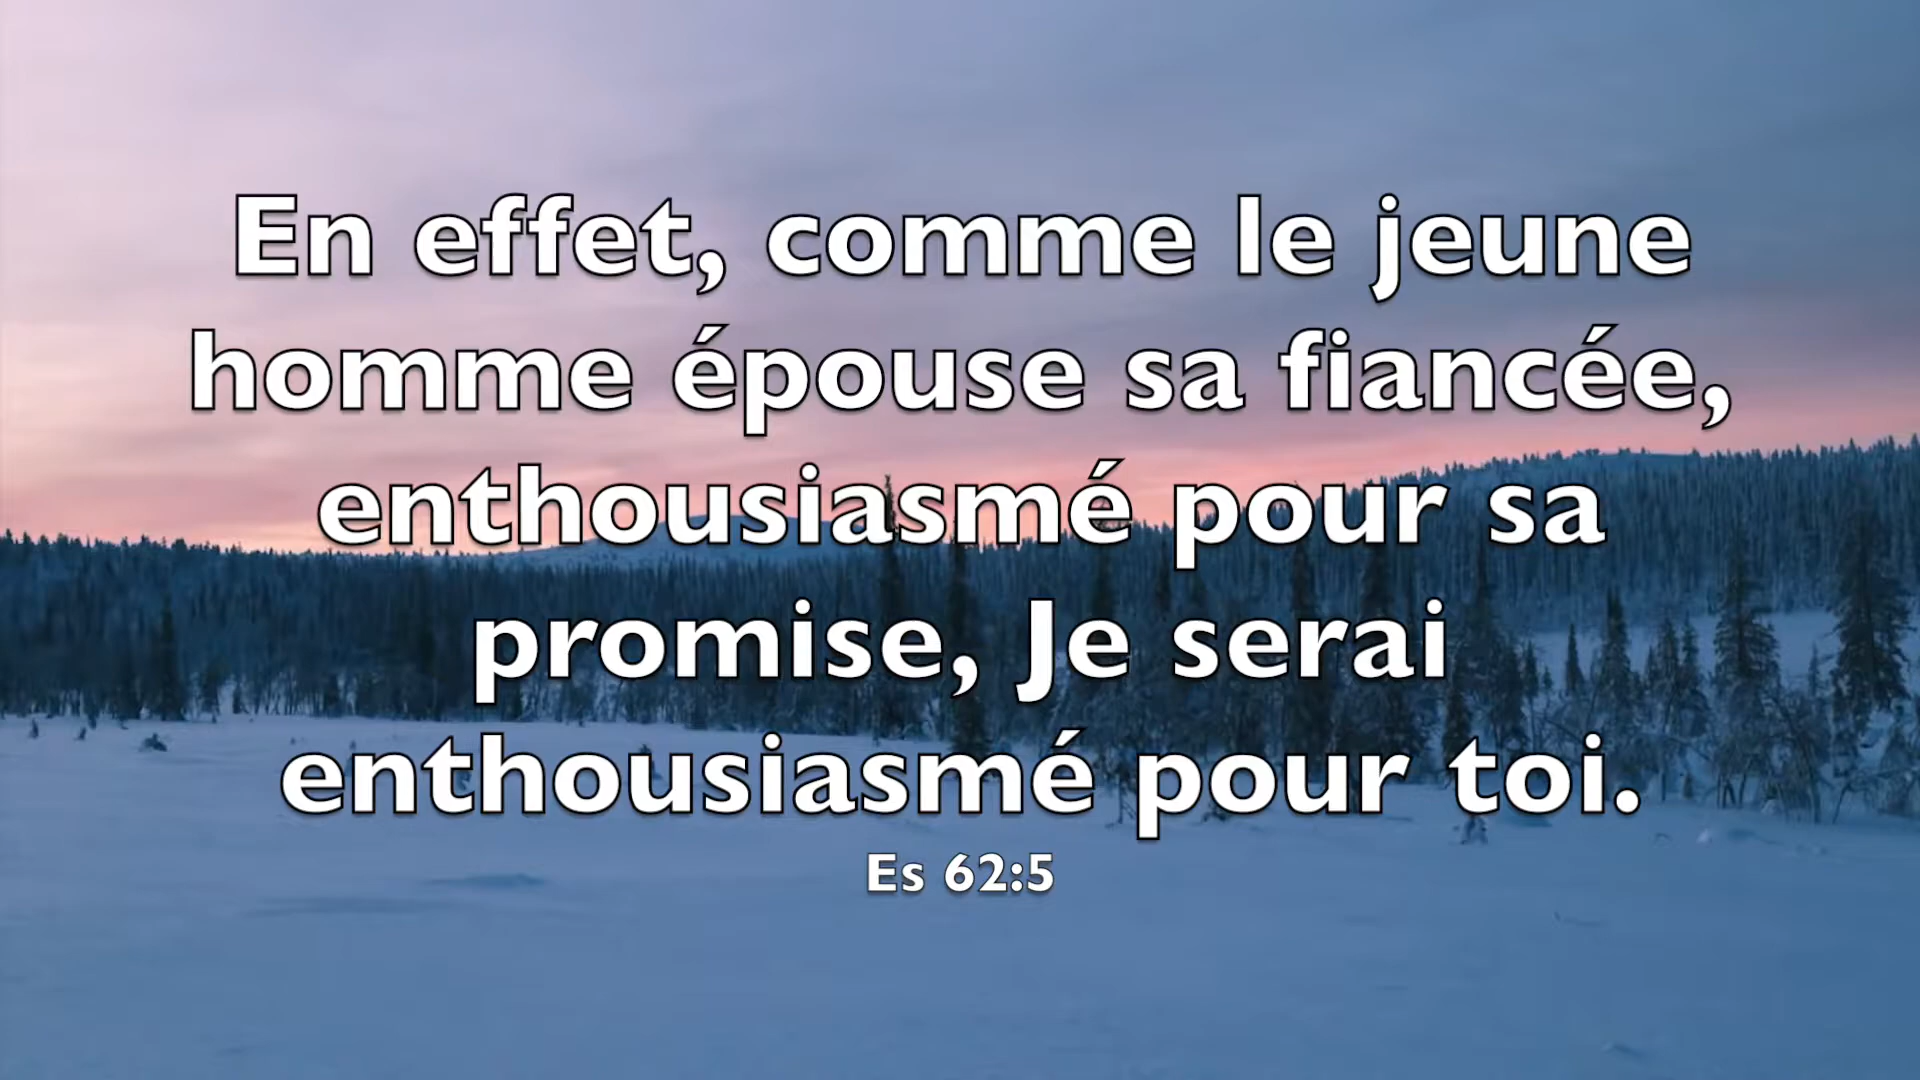 En effet, comme le jeune
homme épouse sa fiancée,
enthousiasmé pour sa
promise, Je serai
enthousiasmé pour toi.
Es 62:5